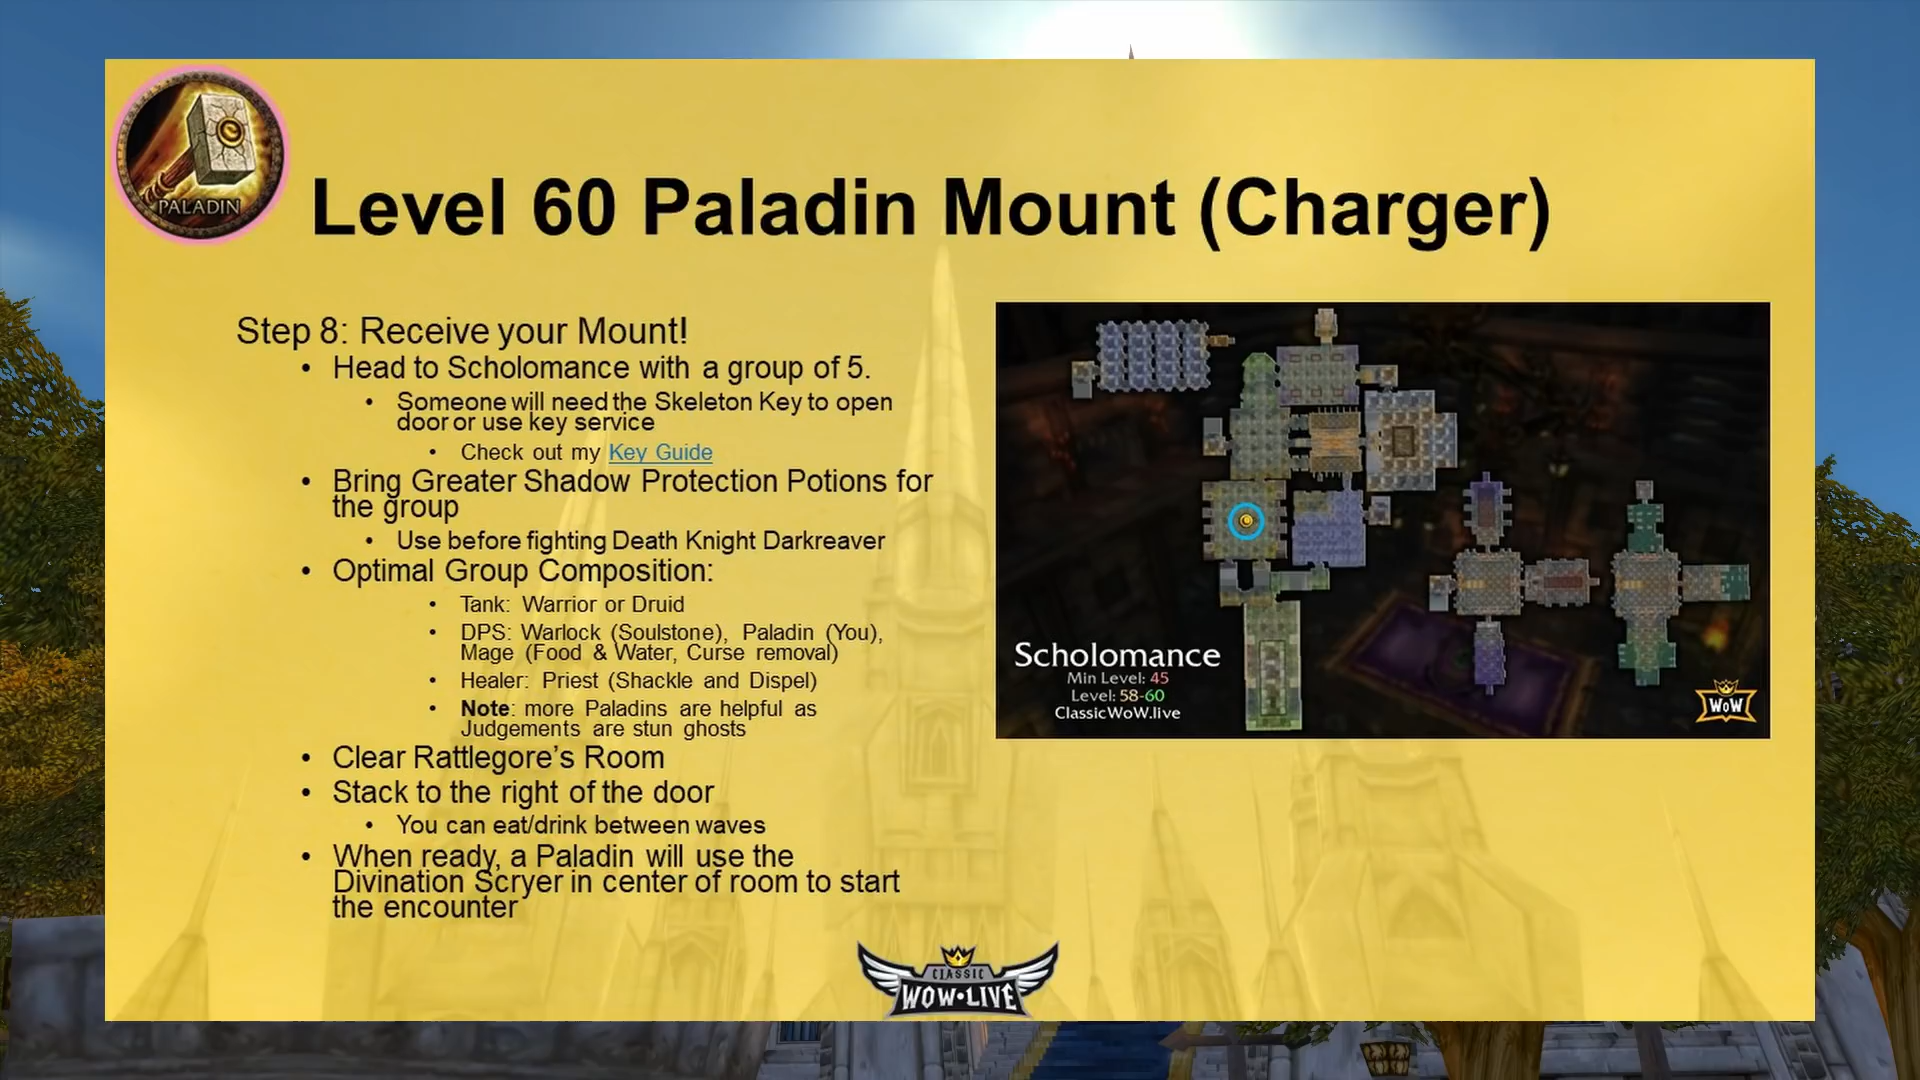 PALADIN
Level 60 Paladin Mount (Charger)
Step 8: Receive your Mount!
• Head to Scholomance with a group of 5.
• Someone will need the Skeleton Key to open
door or use key service
• Check out my Key Guide
• Bring Greater Shadow Protection Potions for
the group
• Use before fighting Death Knight Darkreaver
• Optimal Group Composition:
• Tank: Warrior or Druid
• DPS: Warlock (Soulstone), Paladin (You),
Mage (Food & Water, Curse removal)
• Healer: Priest (Shackle and Dispel)
• Note: more Paladins are helpful as
Judgements are stun ghosts
• Clear Rattlegore’s Room
• Stack to the right of the door
• You can eat/drink between waves
• When ready, a Paladin will use the
Divination Scryer in center of room to start
the encounter
Scholomance
Min Level: 45
Level: 58-60
ClassicWoW.live
WoW
CLASSIC
WOW•LIVE